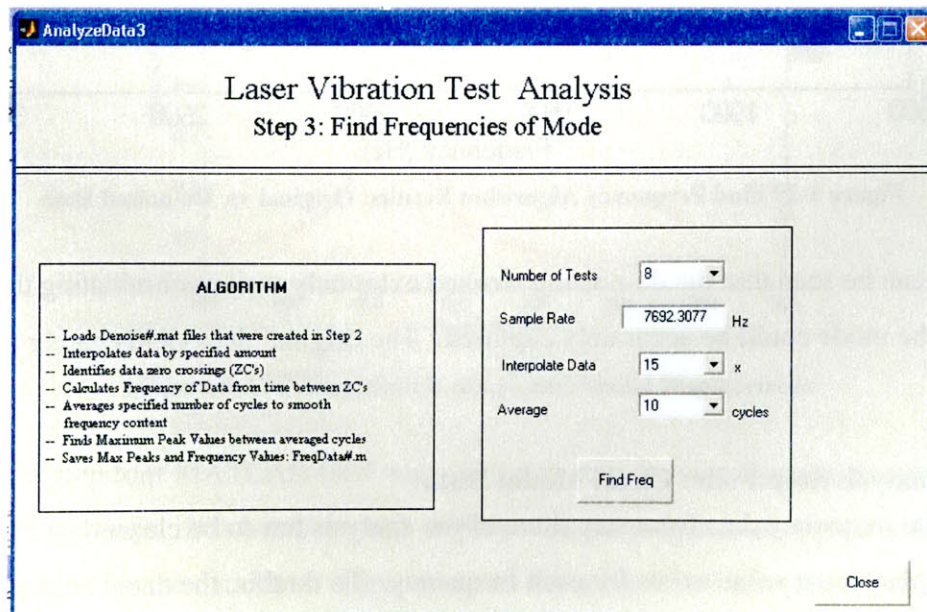 AnalyzeData3
Laser Vibration Test Analysis
Step 3: Find Frequencies of Mode
ALGORITHM
-- Loads Denoise#.mat files that were created in Step 2
-- Interpolates data by specified amount
-- Identifies data zero crossings (ZC's)
-- Calculates Frequency of Data from time between ZC's
-- Averages specified number of cycles to smooth
frequency content
-- Finds Maximum Peak Values between averaged cycles
-- Saves Max Peaks and Frequency Values: FreqData#.m
Number of Tests 8
Sample Rate 7692.3077 Hz
Interpolate Data 15 x
Average 10 cycles
Find Freq
Close